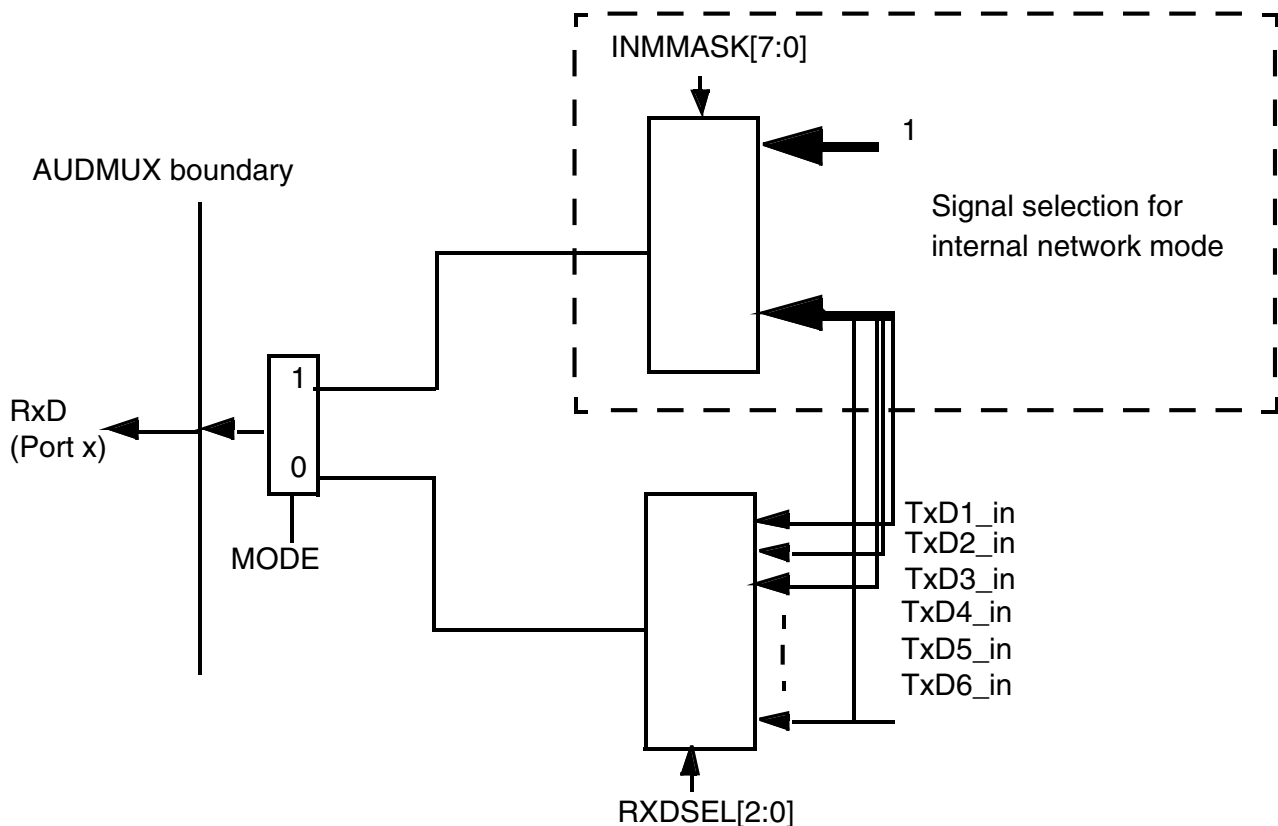 INMMASK[7:0]
1
AUDMUX boundary
Signal selection for
internal network mode
1
RxD
(Port x)
0
MODE
TxD1_in
TxD2_in
TxD3_in
TxD4_in
TxD5_in
TxD6_in
RXDSEL[2:0]